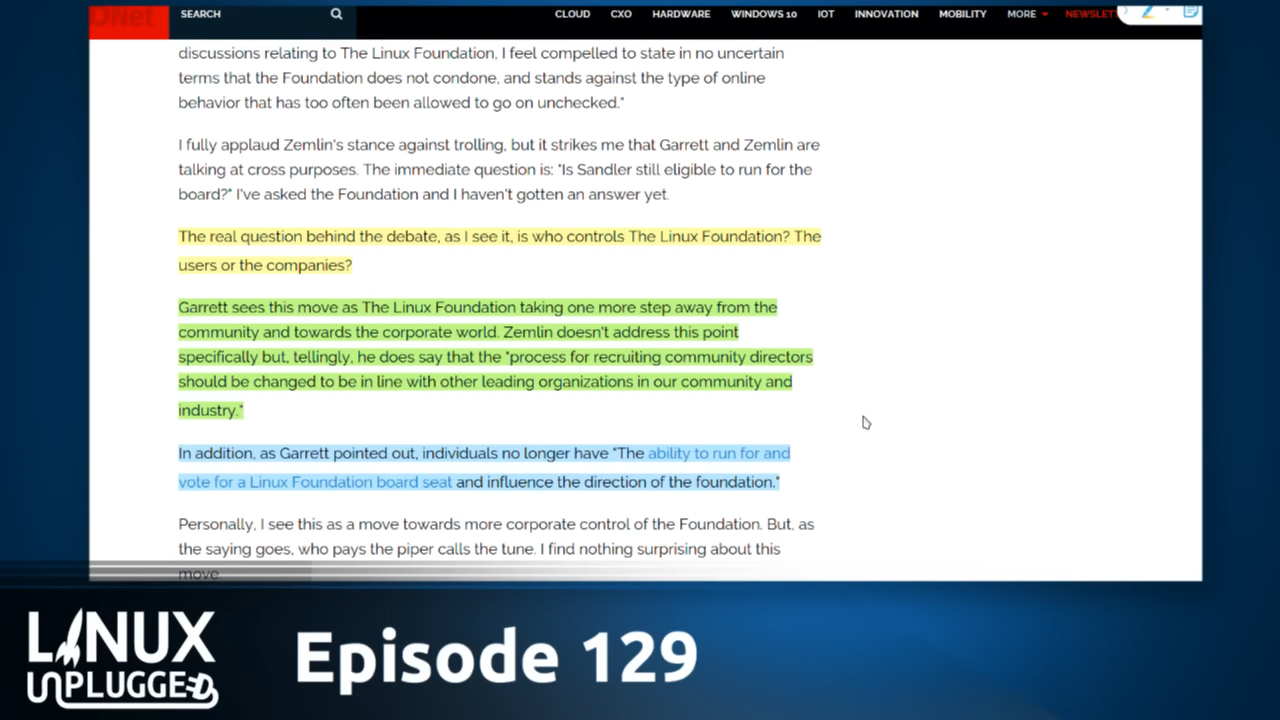 DNet
SEARCH
CLOUD CXO HARDWARE WINDOWS 10 IOT INNOVATION MOBILITY MORE NEWSLET
discussions relating to The Linux Foundation, I feel compelled to state in no uncertain
terms that the Foundation does not condone, and stands against the type of online
behavior that has too often been allowed to go on unchecked."
I fully applaud Zemlin's stance against trolling, but it strikes me that Garrett and Zemlin are
talking at cross purposes. The immediate question is: "Is Sandler still eligible to run for the
board?" I've asked the Foundation and I haven't gotten an answer yet.
The real question behind the debate, as I see it, is who controls The Linux Foundation? The
users or the companies?
Garrett sees this move as The Linux Foundation taking one more step away from the
community and towards the corporate world. Zemlin doesn't address this point
specifically but, tellingly, he does say that the "process for recruiting community directors
should be changed to be in line with other leading organizations in our community and
industry."
In addition, as Garrett pointed out, individuals no longer have "The ability to run for and
vote for a Linux Foundation board seat and influence the direction of the foundation."
Personally, I see this as a move towards more corporate control of the Foundation. But, as
the saying goes, who pays the piper calls the tune. I find nothing surprising about this
move.
LINUX
UNPLUGGED
Episode 129